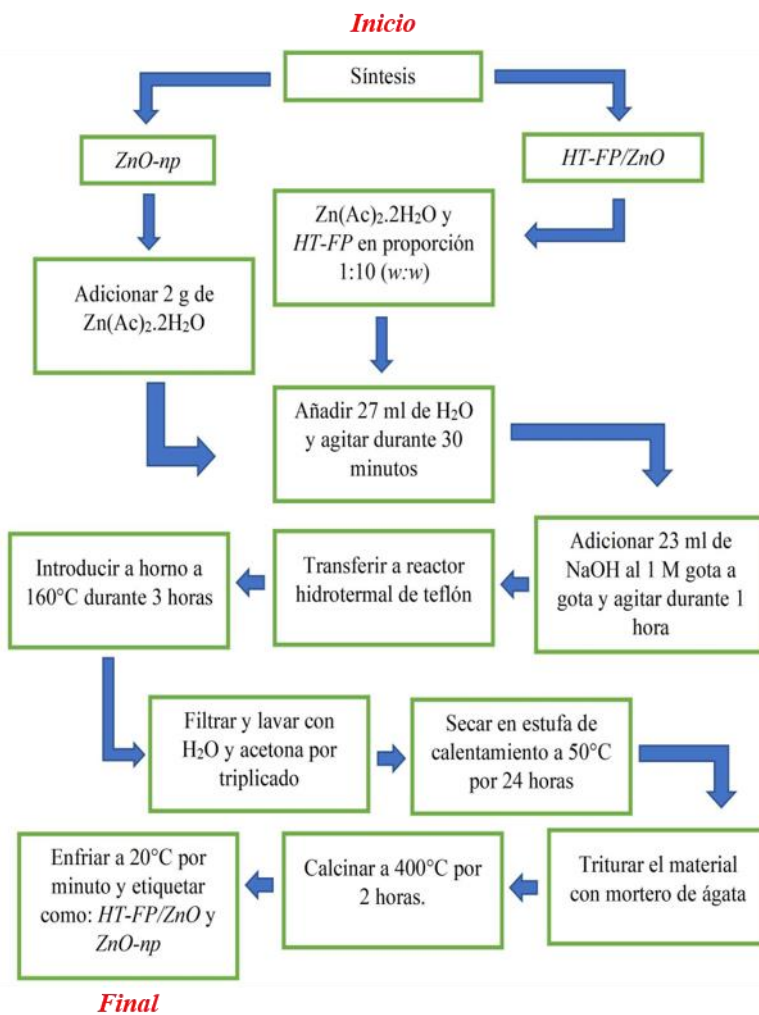 Inicio
Síntesis
ZnO-np
HT-FP/ZnO
Zn(Ac)₂.2H₂O y
HT-FP en proporción
1:10 (w:w)
Adicionar 2 g de
Zn(Ac)₂.2H₂O
Añadir 27 ml de H₂O
y agitar durante 30
minutos
Adicionar 23 ml de
NaOH al 1 M gota a
gota y agitar durante 1
hora
Transferir a reactor
hidrotermal de teflón
Introducir a horno a
160°C durante 3 horas
Filtrar y lavar con
H₂O y acetona por
triplicado
Secar en estufa de
calentamiento a 50°C
por 24 horas
Triturar el material
con mortero de ágata
Calcinar a 400°C por
2 horas.
Enfriar a 20°C por
minuto y etiquetar
como: HT-FP/ZnO y
ZnO-np
Final